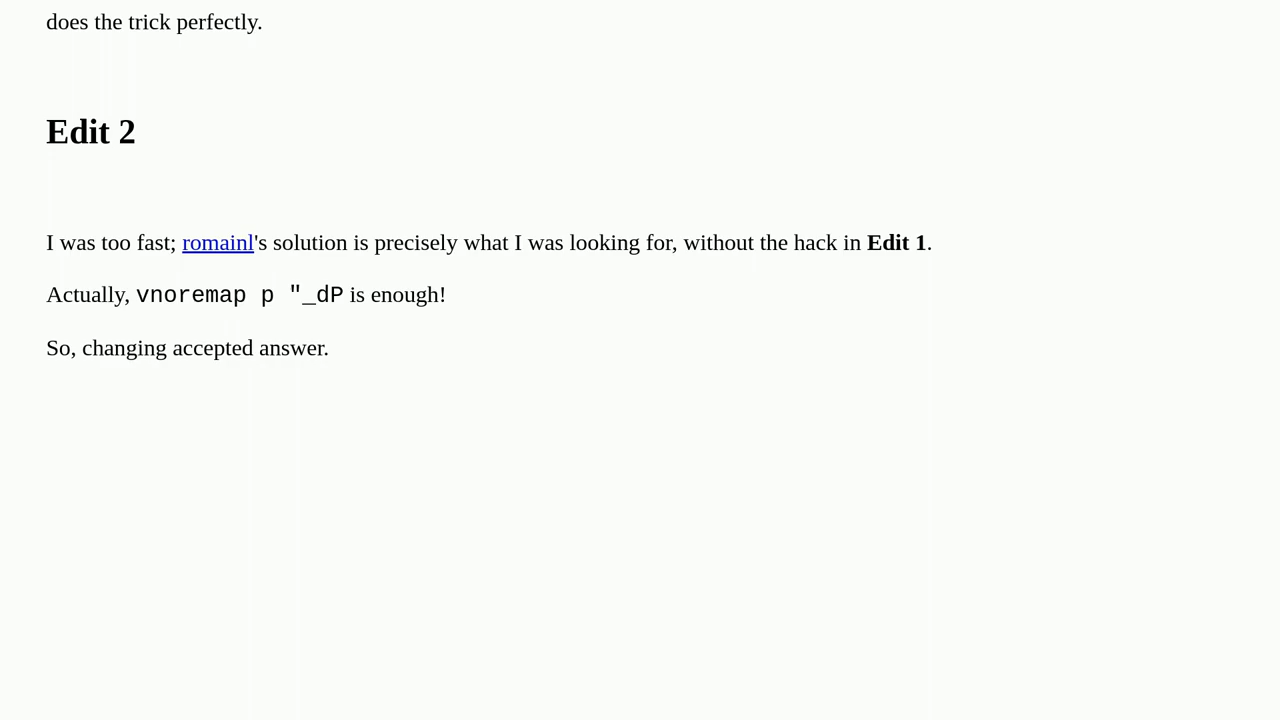 does the trick perfectly.
Edit 2
I was too fast; romainl's solution is precisely what I was looking for, without the hack in Edit 1.
Actually, vnoremap p "_dP is enough!
So, changing accepted answer.